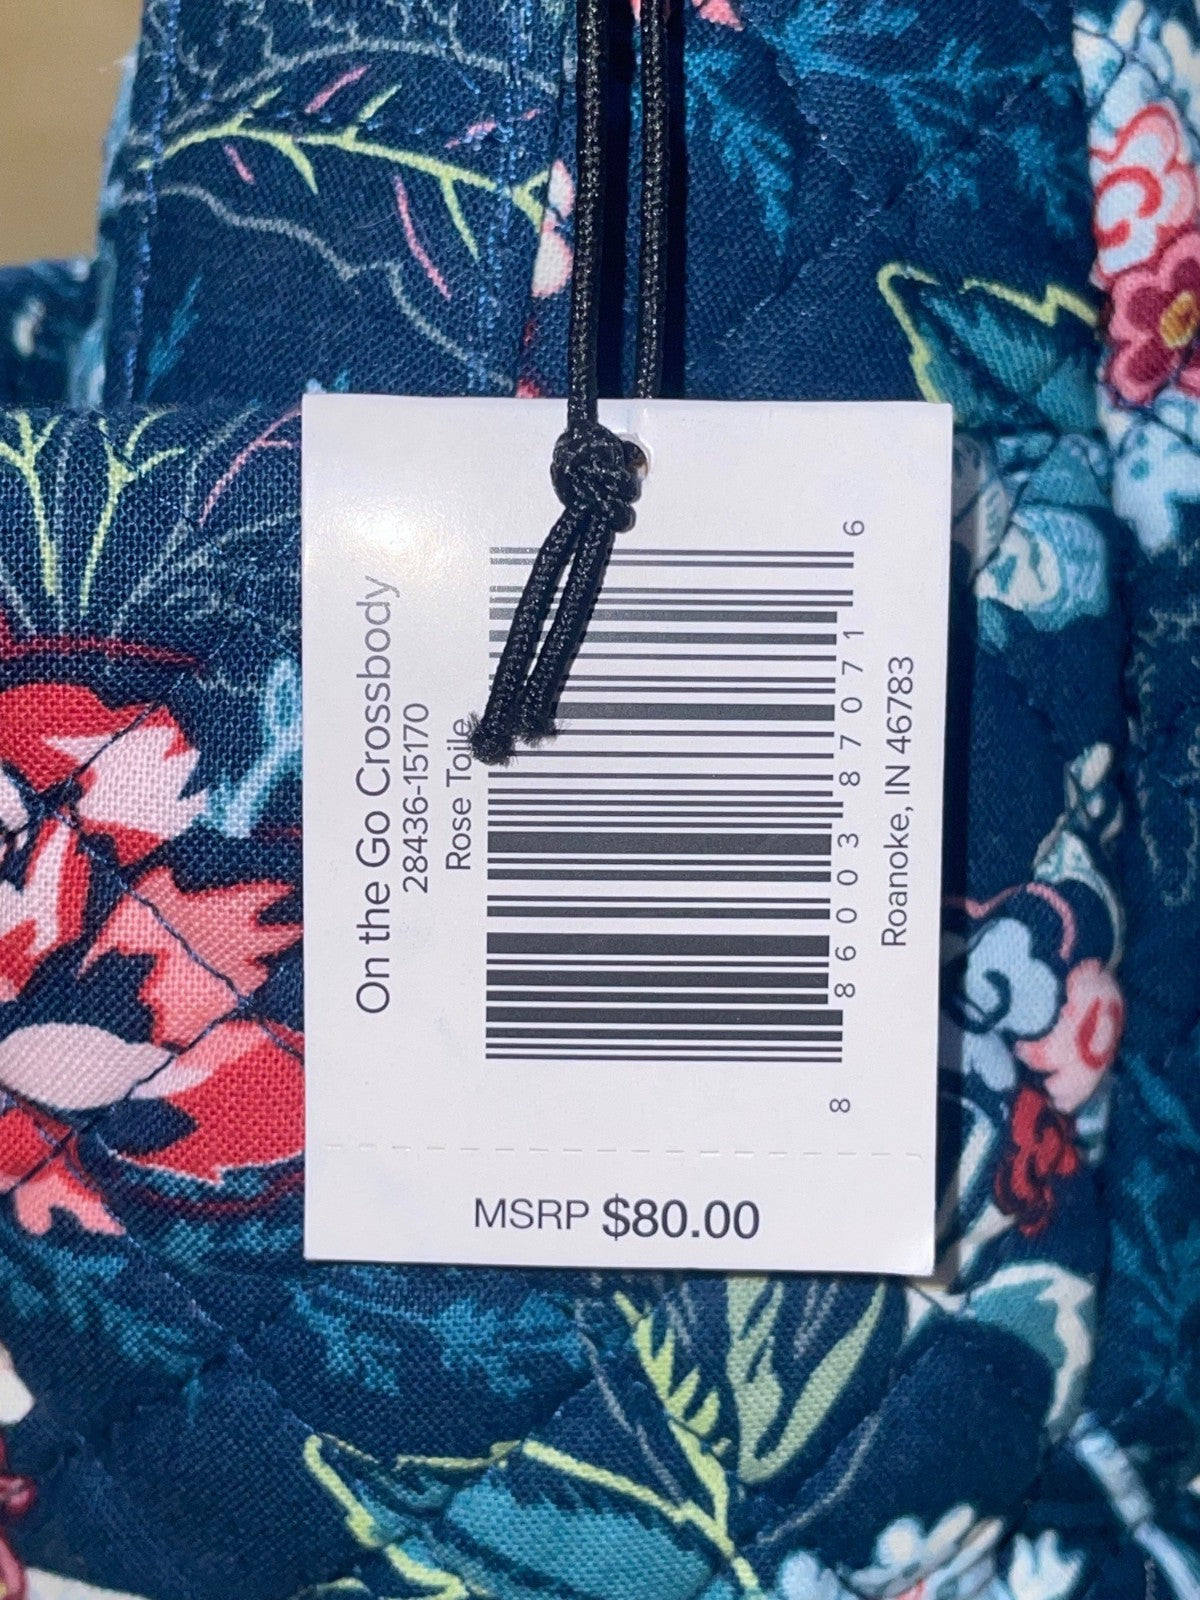 On the Go Crossbody
28436-15170
Rose Toile
8 86003 87071 6
Roanoke, IN 46783
MSRP $80.00